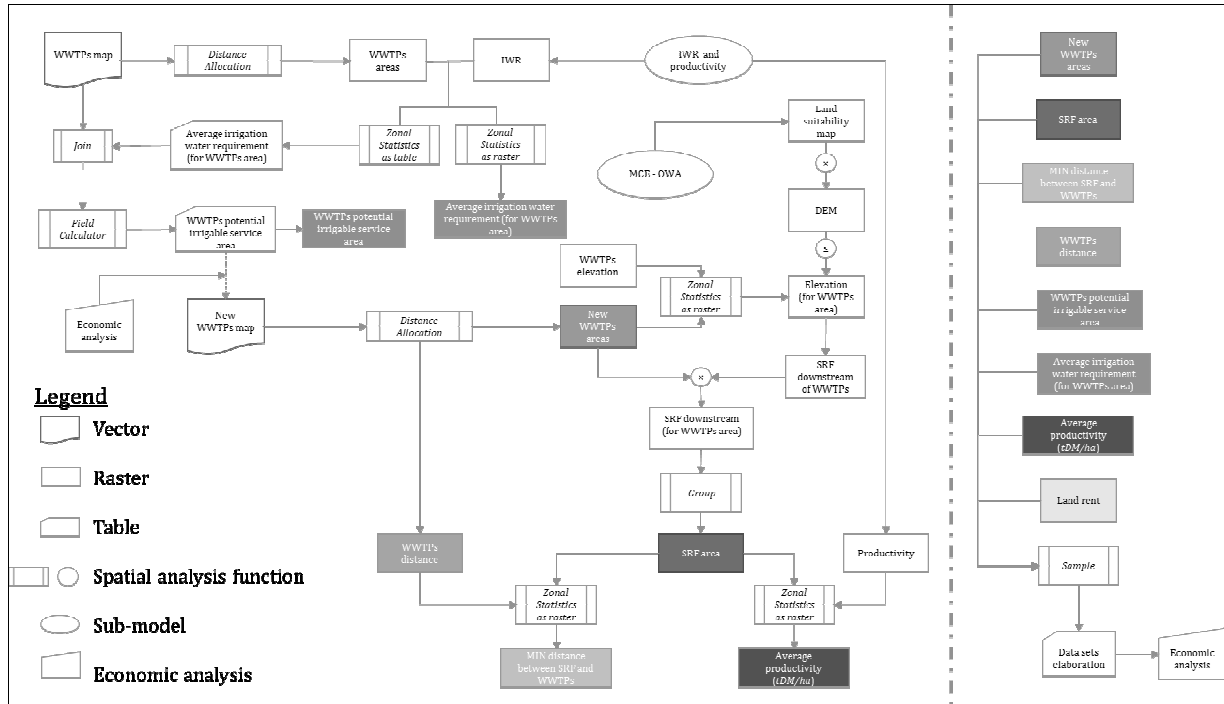 WWTPs map
Distance
Allocation
WWTPs
areas
IWR
IWR and
productivity
Land
suitability
map
Join
Average irrigation
water requirement
(for WWTPs area)
Zonal
Statistics
as table
Zonal
Statistics
as raster
MCE - OWA
×
DEM
Field
Calculator
WWTPs potential
irrigable service
area
WWTPs potential
irrigable service
area
Average irrigation water
requirement (for WWTPs
area)
≤
WWTPs
elevation
Zonal
Statistics
as raster
Elevation
(for WWTPs
area)
Economic
analysis
New
WWTPs map
Distance
Allocation
New
WWTPs
areas
×
SRF
downstream
of WWTPs
SRF downstream
(for WWTPs area)
Group
WWTPs
distance
SRF area
Productivity
Zonal
Statistics
as raster
Zonal
Statistics
as raster
MIN distance
between SRF and
WWTPs
Average
productivity
(tDM/ha)
Legend
Vector
Raster
Table
Spatial analysis function
Sub-model
Economic analysis
New
WWTPs
areas
SRF area
MIN distance
between SRF and
WWTPs
WWTPs
distance
WWTPs potential
irrigable service
area
Average irrigation
water requirement
(for WWTPs area)
Average
productivity
(tDM/ha)
Land rent
Sample
Data sets
elaboration
Economic
analysis